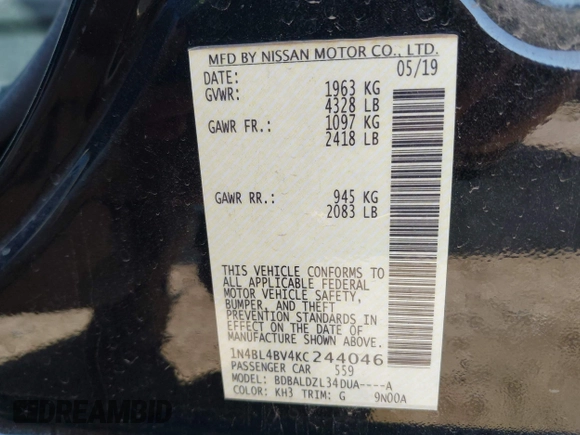 MFD BY NISSAN MOTOR CO., LTD.
DATE: 05/19
GVWR: 1963 KG
4328 LB
GAWR FR.: 1097 KG
2418 LB
GAWR RR.: 945 KG
2083 LB
THIS VEHICLE CONFORMS TO
ALL APPLICABLE FEDERAL
MOTOR VEHICLE SAFETY,
BUMPER, AND THEFT
PREVENTION STANDARDS IN
EFFECT ON THE DATE OF
MANUFACTURE SHOWN ABOVE.
1N4BL4BV4KC244046
PASSENGER CAR 559
MODEL: BDBALDZL34DUA----A
COLOR: KH3 TRIM: G 9N00A
DREAMBID